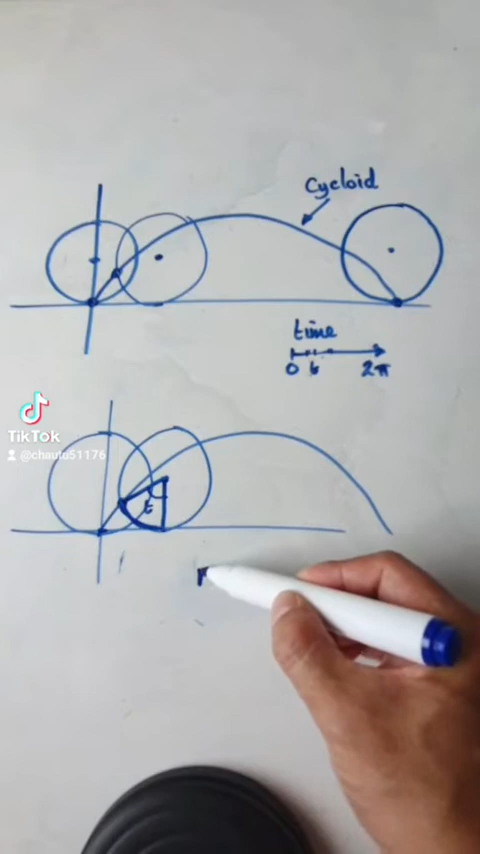 Cycloid
time
0 t 2π
TikTok
@chautu51176
t